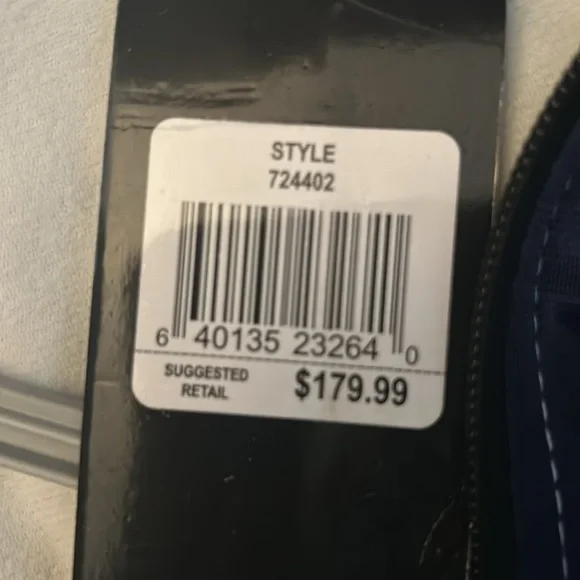 STYLE
724402
6 40135 23264 0
SUGGESTED
RETAIL
$179.99